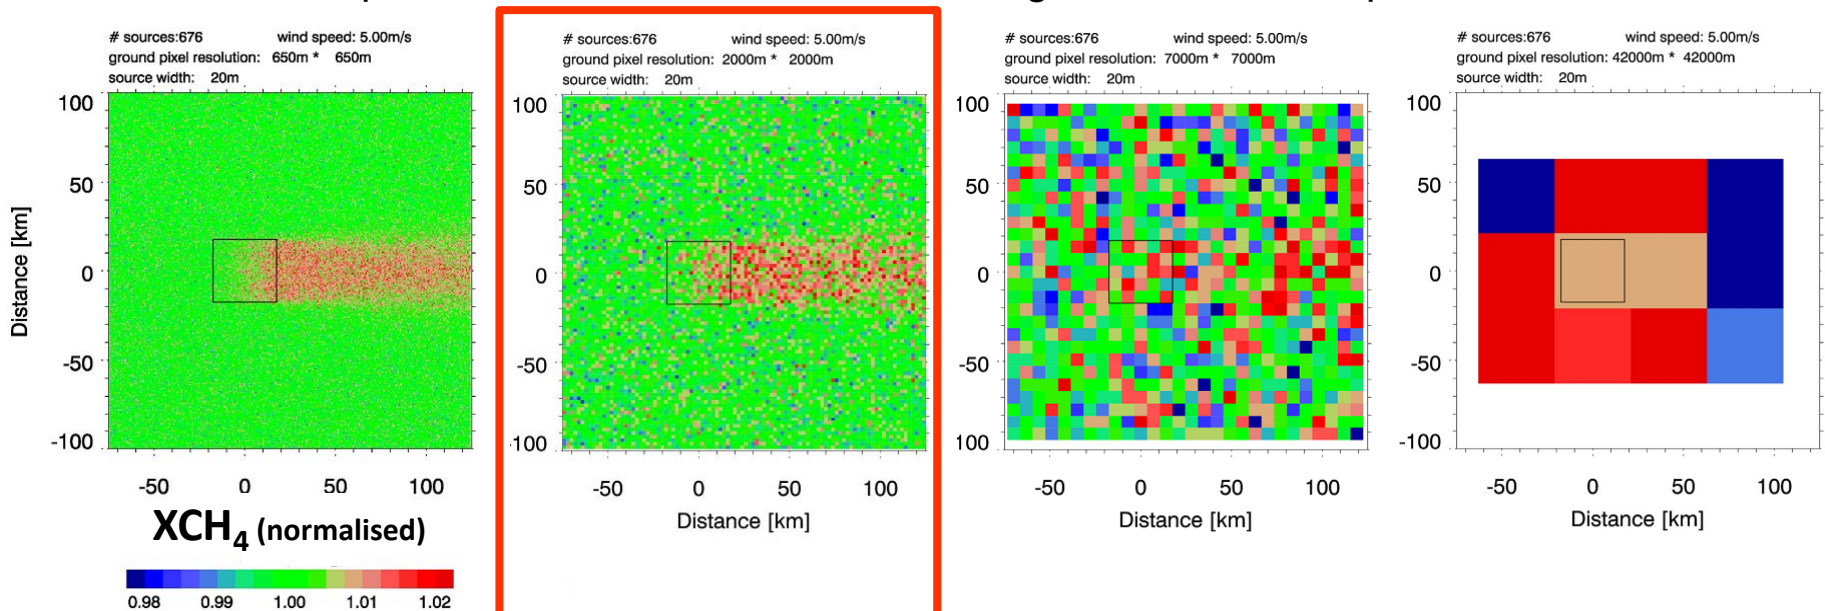 # sources:676 wind speed: 5.00m/s
ground pixel resolution: 650m * 650m
source width: 20m
100
50
0
-50
-100
Distance [km]
-50 0 50 100
XCH4 (normalised)
0.98 0.99 1.00 1.01 1.02
# sources:676 wind speed: 5.00m/s
ground pixel resolution: 2000m * 2000m
source width: 20m
100
50
0
-50
100
-50 0 50 100
Distance [km]
# sources:676 wind speed: 5.00m/s
ground pixel resolution: 7000m * 7000m
source width: 20m
100
50
0
-50
100
-50 0 50 100
Distance [km]
# sources:676 wind speed: 5.00m/s
ground pixel resolution: 42000m * 42000m
source width: 20m
100
50
0
-50
-100
-50 0 50 100
Distance [km]